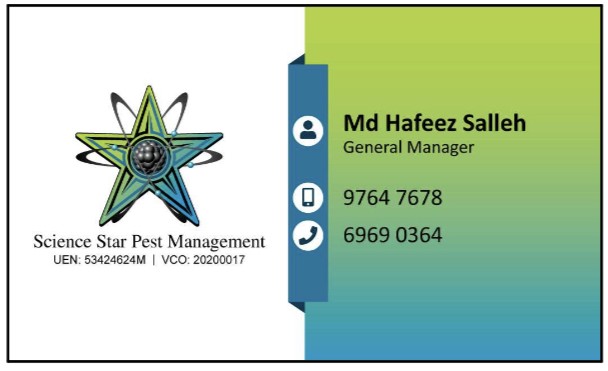 Science Star Pest Management
UEN: 53424624M | VCO: 20200017
Md Hafeez Salleh
General Manager
9764 7678
6969 0364